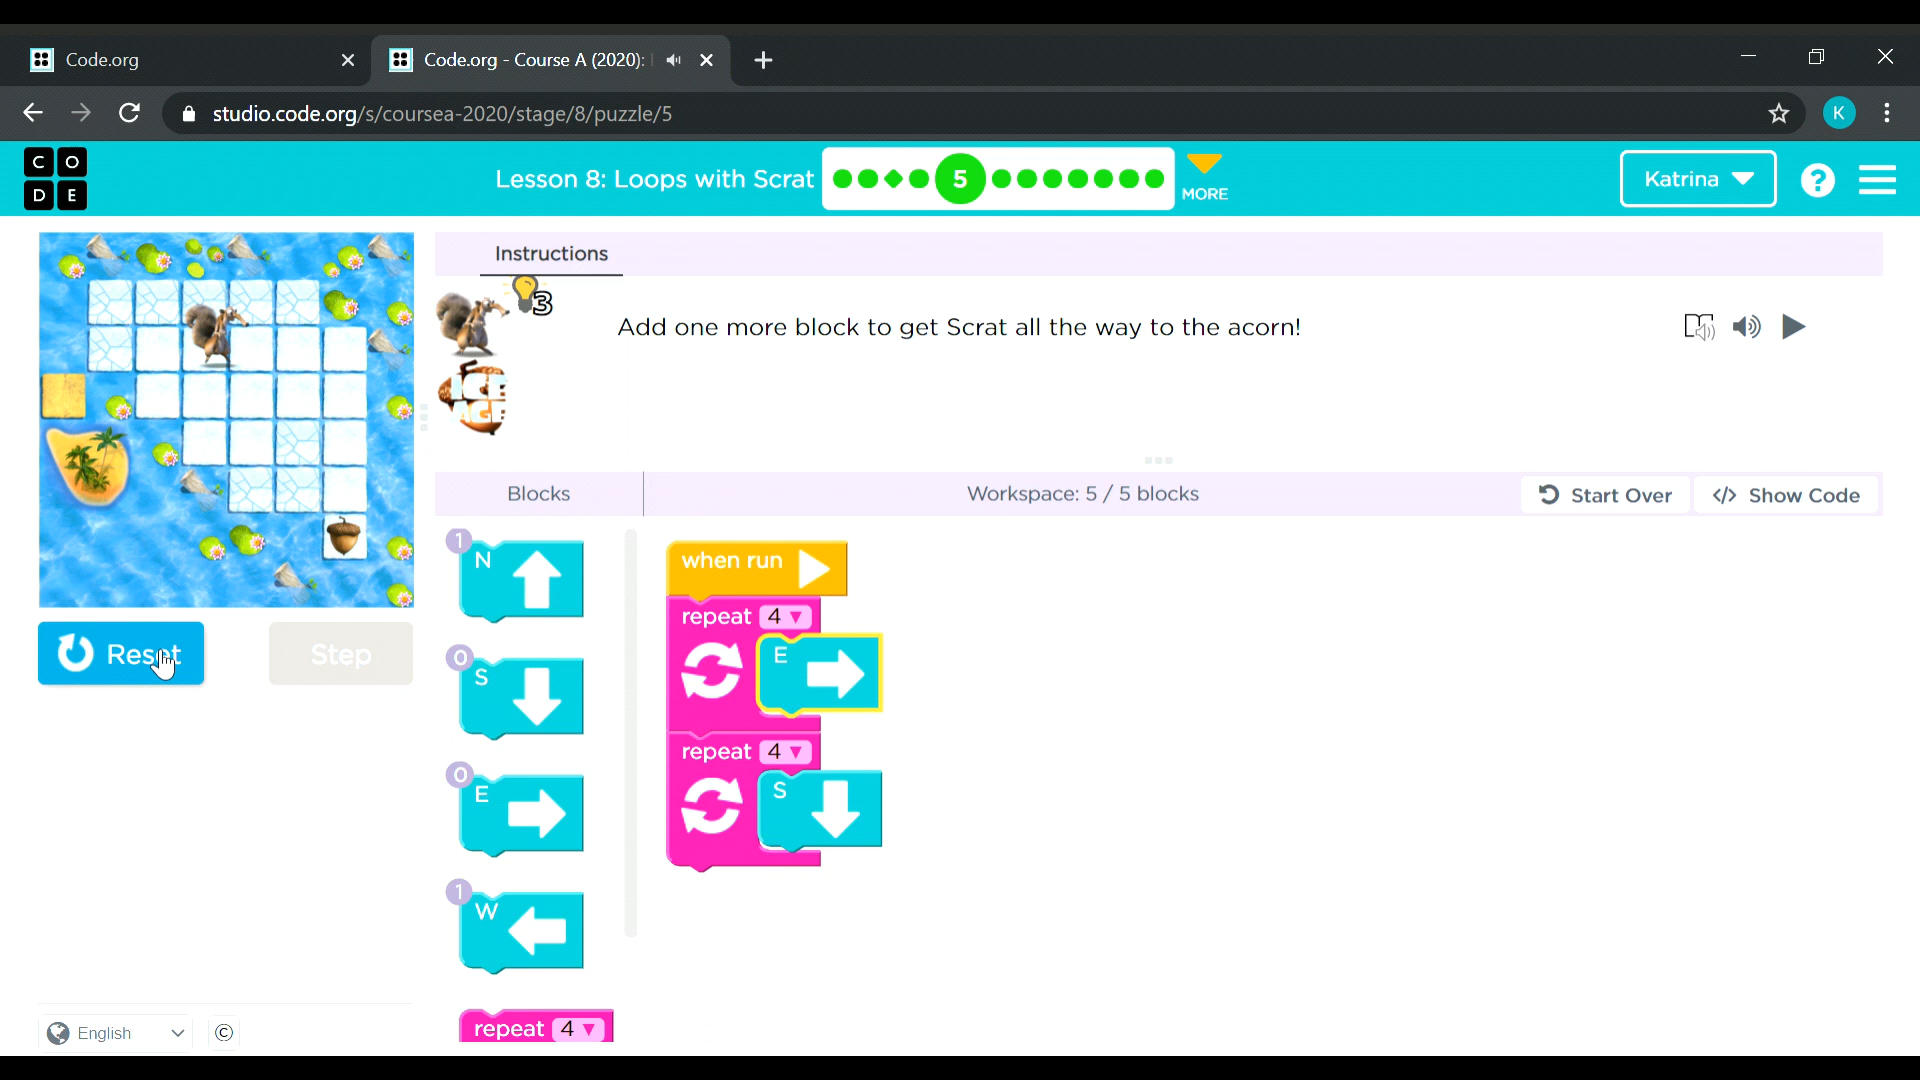 Code.org
Code.org - Course A (2020):
studio.code.org/s/coursea-2020/stage/8/puzzle/5
K
C O
D E
Lesson 8: Loops with Scrat
5
MORE
Katrina
?
Instructions
3
Add one more block to get Scrat all the way to the acorn!
ICE
AGE
Blocks
Workspace: 5 / 5 blocks
Start Over
</> Show Code
Reset
Step
1
N
0
S
0
E
1
W
repeat 4
when run
repeat 4
E
repeat 4
S
English
©